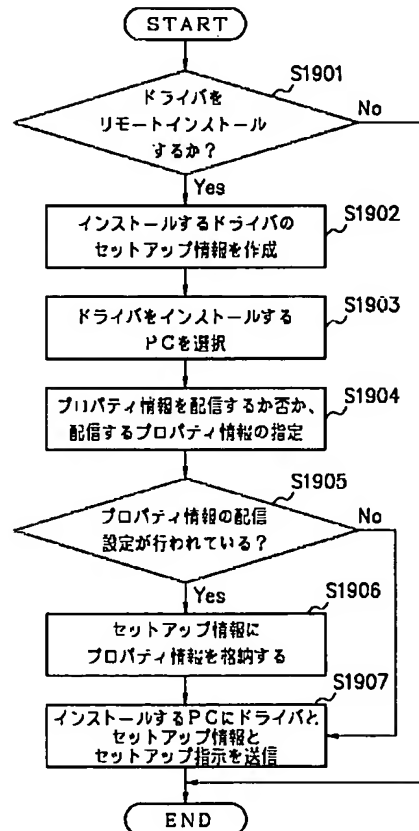 START
S1901
ドライバを
リモートインストール
するか?
No
Yes
S1902
インストールするドライバの
セットアップ情報を作成
S1903
ドライバをインストールする
PCを選択
S1904
プロパティ情報を配信するか否か、
配信するプロパティ情報の指定
S1905
プロパティ情報の配信
設定が行われている?
No
Yes
S1906
セットアップ情報に
プロパティ情報を格納する
S1907
インストールするPCにドライバと
セットアップ情報と
セットアップ指示を送信
END